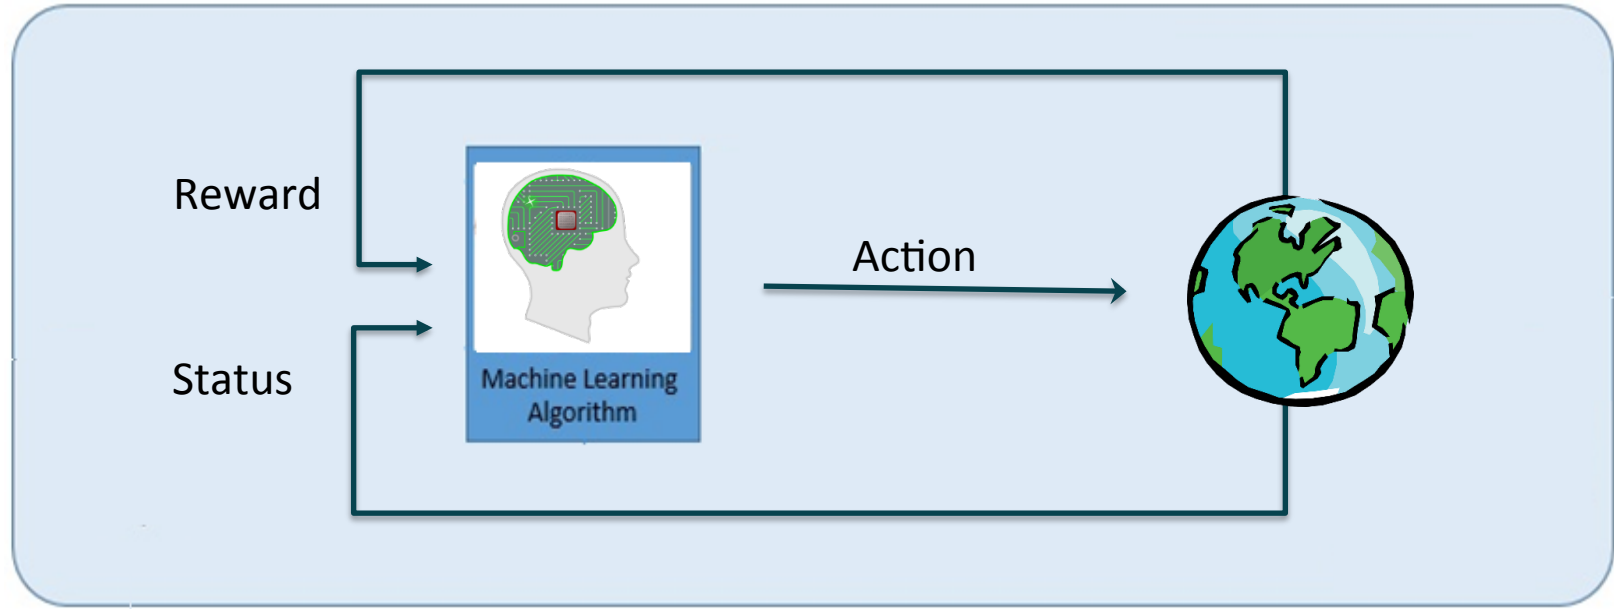 Reward
Action
Status
Machine Learning
Algorithm